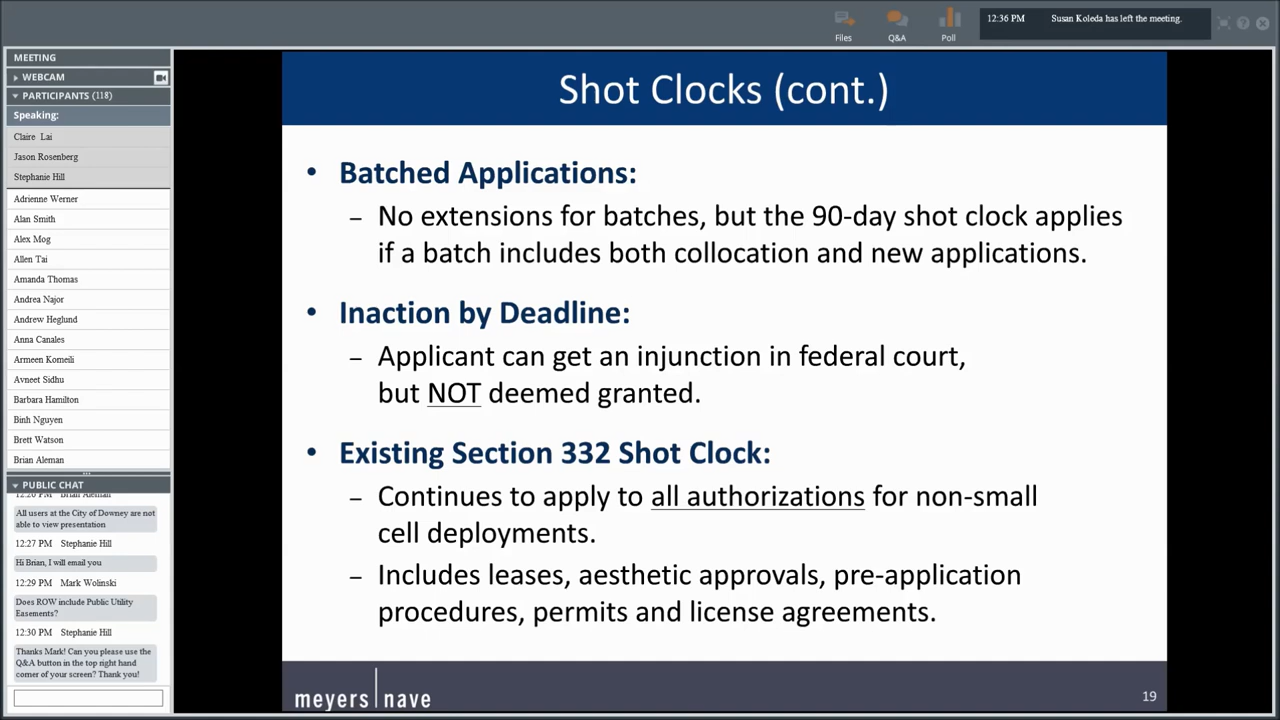 Files
Q&A
Poll
12:36 PM Susan Koleda has left the meeting.
MEETING
WEBCAM
PARTICIPANTS (118)
Speaking:
Claire Lai
Jason Rosenberg
Stephanie Hill
Adrienne Werner
Alan Smith
Alex Mog
Allen Tai
Amanda Thomas
Andrea Najor
Andrew Heglund
Anna Canales
Armeen Komeili
Avneet Sidhu
Barbara Hamilton
Binh Nguyen
Brett Watson
Brian Aleman
PUBLIC CHAT
12:26 PM Brian Aleman
All users at the City of Downey are not
able to view presentation
12:27 PM Stephanie Hill
Hi Brian, I will email you
12:29 PM Mark Wolinski
Does ROW include Public Utility
Easements?
12:30 PM Stephanie Hill
Thanks Mark! Can you please use the
Q&A button in the top right hand
corner of your screen? Thank you!
Shot Clocks (cont.)
• Batched Applications:
– No extensions for batches, but the 90-day shot clock applies
if a batch includes both collocation and new applications.
• Inaction by Deadline:
– Applicant can get an injunction in federal court,
but NOT deemed granted.
• Existing Section 332 Shot Clock:
– Continues to apply to all authorizations for non-small
cell deployments.
– Includes leases, aesthetic approvals, pre-application
procedures, permits and license agreements.
meyers nave
19